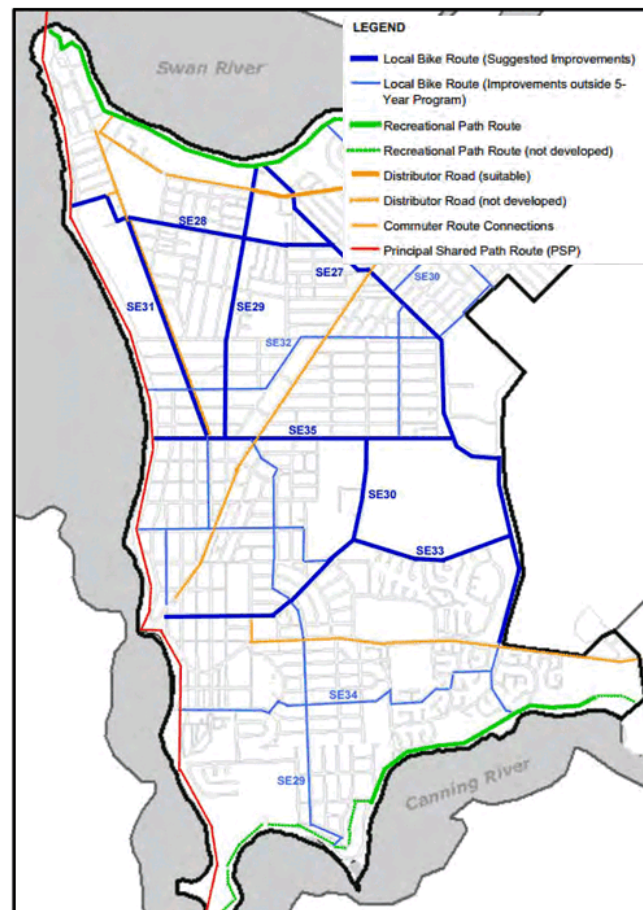 LEGEND
Local Bike Route (Suggested Improvements)
Local Bike Route (Improvements outside 5-
Year Program)
Recreational Path Route
Recreational Path Route (not developed)
Distributor Road (suitable)
Distributor Road (not developed)
Commuter Route Connections
Principal Shared Path Route (PSP)
Swan River
SE28
SE27
SE30
SE31
SE29
SE32
SE35
SE30
SE33
SE34
SE29
Canning River